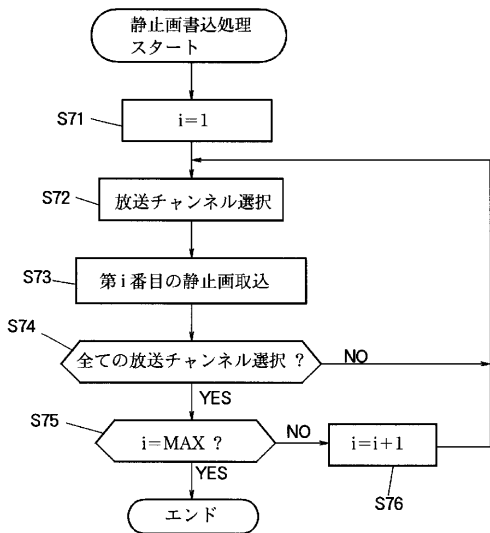 静止画書込処理
スタート
S71
i=1
S72
放送チャンネル選択
S73
第i番目の静止画取込
S74
全ての放送チャンネル選択 ?
NO
YES
S75
i=MAX ?
NO
i=i+1
YES
S76
エンド